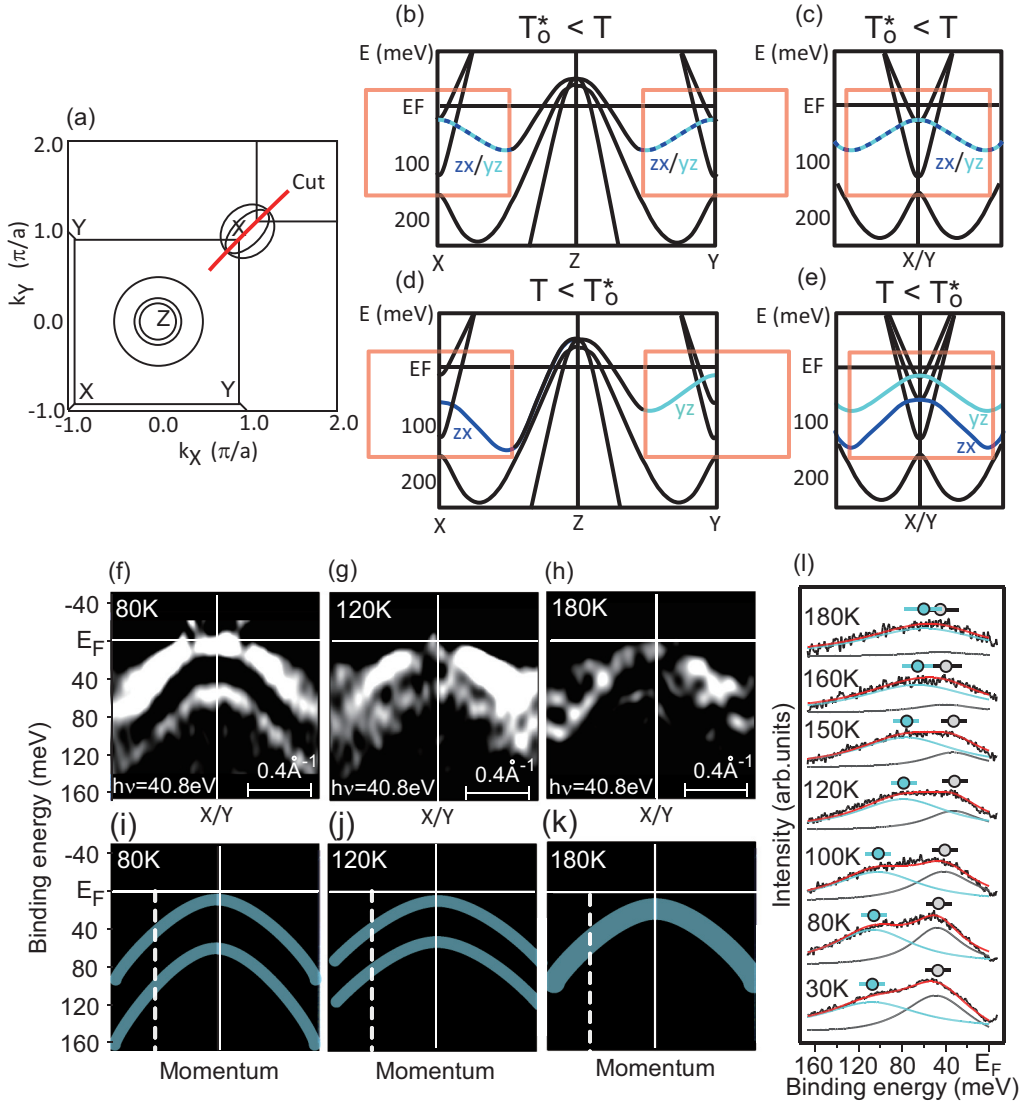 (a)
2.0
1.0
0.0
-1.0
-1.0
0.0
1.0
2.0
k_Y (π/a)
k_X (π/a)
Y
X
Z
X
Y
Cut
(b)
T_o^* < T
E (meV)
EF
100
200
zx/yz
zx/yz
X
Z
Y
(c)
T_o^* < T
E (meV)
EF
100
200
zx/yz
X/Y
(d)
T < T_o^*
E (meV)
EF
100
200
zx
yz
X
Z
Y
(e)
T < T_o^*
E (meV)
EF
100
200
yz
zx
X/Y
(f)
80K
hν=40.8eV
0.4Å⁻¹
X/Y
(g)
120K
hν=40.8eV
0.4Å⁻¹
X/Y
(h)
180K
hν=40.8eV
0.4Å⁻¹
X/Y
-40
E_F
40
80
120
160
Binding energy (meV)
(i)
80K
(j)
120K
(k)
180K
-40
E_F
40
80
120
160
Momentum
Momentum
Momentum
(l)
180K
160K
150K
120K
100K
80K
30K
Intensity (arb.units)
160
120
80
40
E_F
Binding energy (meV)